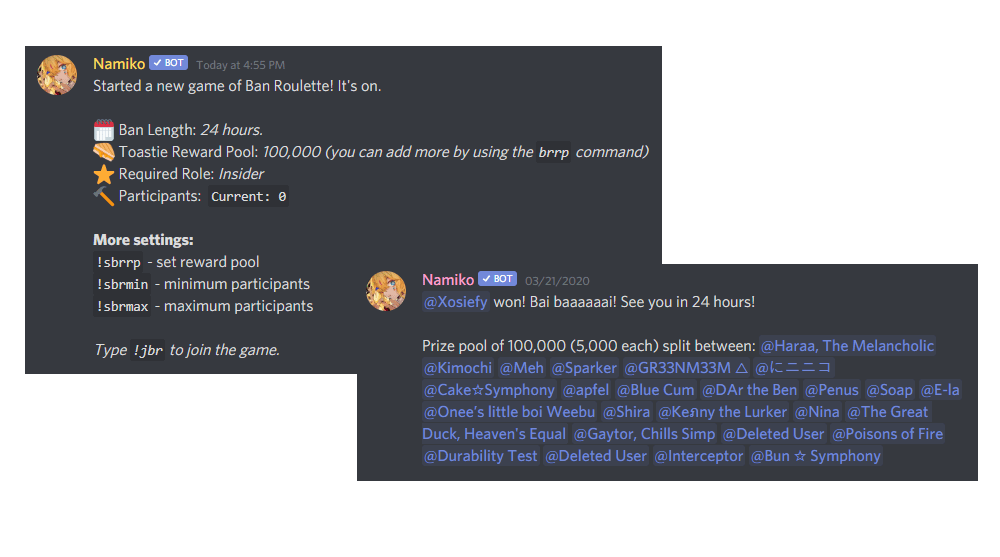 Namiko ✓ BOT Today at 4:55 PM
Started a new game of Ban Roulette! It's on.
Ban Length: 24 hours.
Toastie Reward Pool: 100,000 (you can add more by using the brrp command)
Required Role: Insider
Participants: Current: 0
More settings:
!sbrrp - set reward pool
!sbrmin - minimum participants
!sbrmax - maximum participants
Type !jbr to join the game.
Namiko ✓ BOT 03/21/2020
@Xosiefy won! Bai baaaaaai! See you in 24 hours!
Prize pool of 100,000 (5,000 each) split between: @Haraa, The Melancholic
@Kimochi @Meh @Sparker @GR33NM33M △ @にニニコ
@Cake☆Symphony @apfel @Blue Cum @DAr the Ben @Penus @Soap @E-la
@Onee's little boi Weebu @Shira @Keกny the Lurker @Nina @The Great
Duck, Heaven's Equal @Gaytor, Chills Simp @Deleted User @Poisons of Fire
@Durability Test @Deleted User @Interceptor @Bun ☆ Symphony